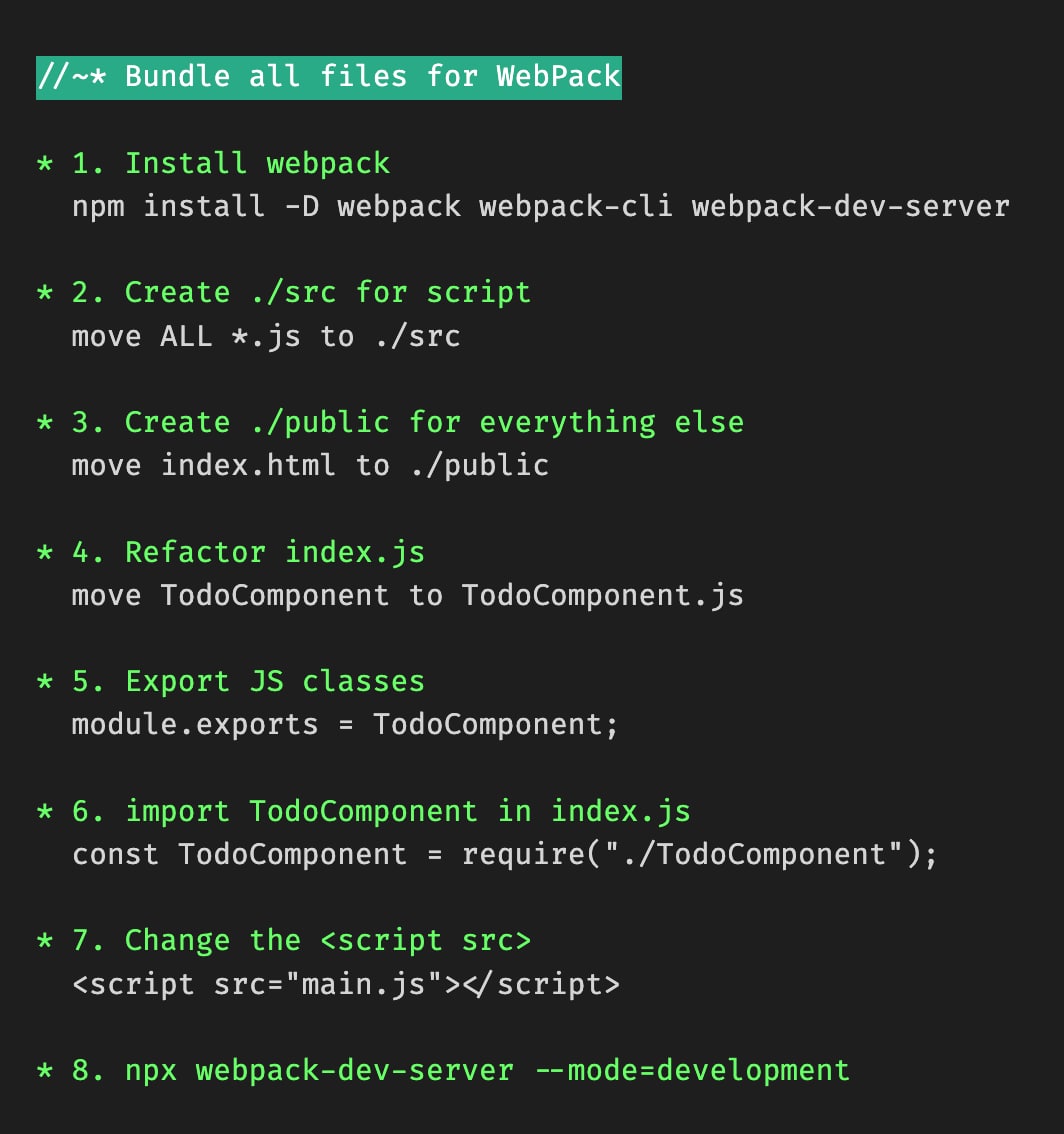 //~* Bundle all files for WebPack
* 1. Install webpack
npm install -D webpack webpack-cli webpack-dev-server
* 2. Create ./src for script
move ALL *.js to ./src
* 3. Create ./public for everything else
move index.html to ./public
* 4. Refactor index.js
move TodoComponent to TodoComponent.js
* 5. Export JS classes
module.exports = TodoComponent;
* 6. import TodoComponent in index.js
const TodoComponent = require("./TodoComponent");
* 7. Change the <script src>
<script src="main.js"></script>
* 8. npx webpack-dev-server --mode=development